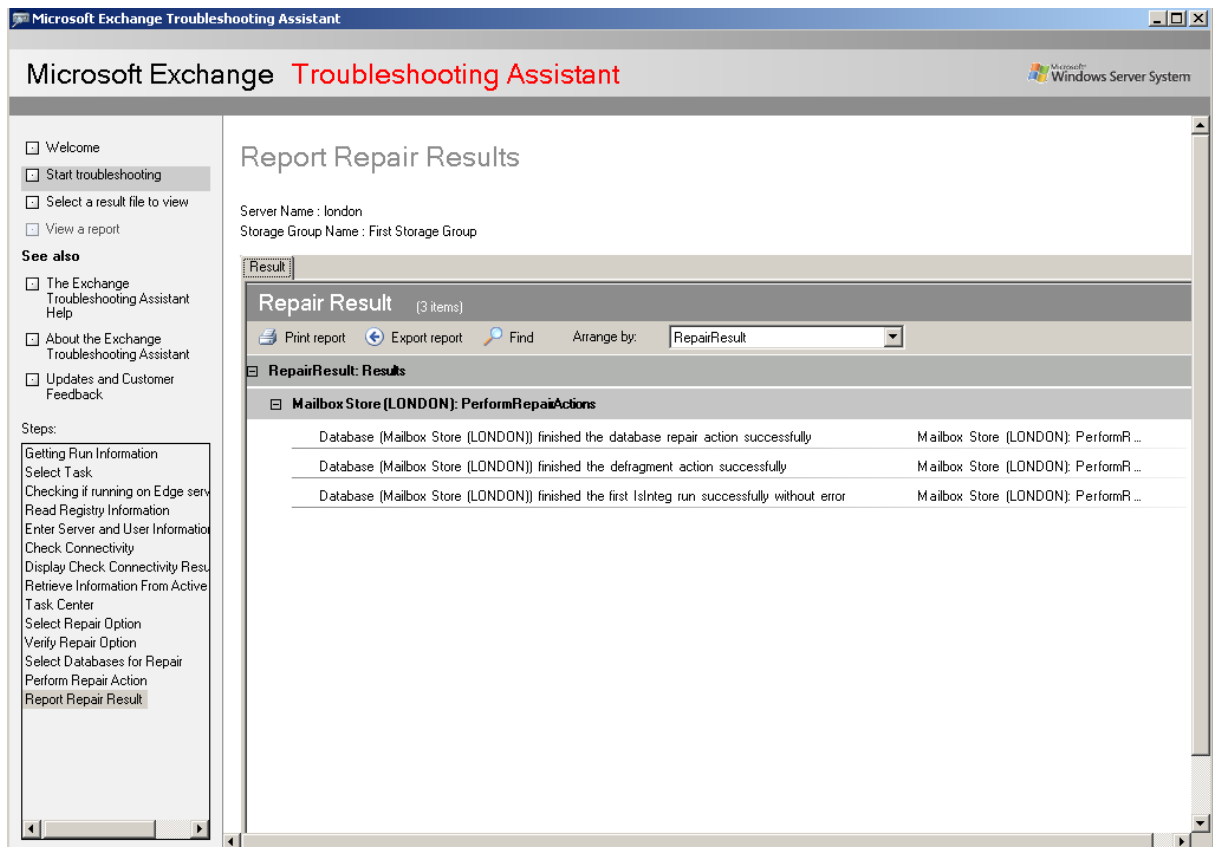 Microsoft Exchange Troubleshooting Assistant
Microsoft Exchange Troubleshooting Assistant
Microsoft
Windows Server System
Welcome
Start troubleshooting
Select a result file to view
View a report
See also
The Exchange
Troubleshooting Assistant
Help
About the Exchange
Troubleshooting Assistant
Updates and Customer
Feedback
Steps:
Getting Run Information
Select Task
Checking if running on Edge serv
Read Registry Information
Enter Server and User Information
Check Connectivity
Display Check Connectivity Resu
Retrieve Information From Active
Task Center
Select Repair Option
Verify Repair Option
Select Databases for Repair
Perform Repair Action
Report Repair Result
Report Repair Results
Server Name : london
Storage Group Name : First Storage Group
Result
Repair Result (3 items)
Print report Export report Find Arrange by: RepairResult
RepairResult: Results
Mailbox Store (LONDON): PerformRepairActions
Database (Mailbox Store (LONDON)) finished the database repair action successfully Mailbox Store (LONDON): PerformR...
Database (Mailbox Store (LONDON)) finished the defragment action successfully Mailbox Store (LONDON): PerformR...
Database (Mailbox Store (LONDON)) finished the first IsInteg run successfully without error Mailbox Store (LONDON): PerformR...